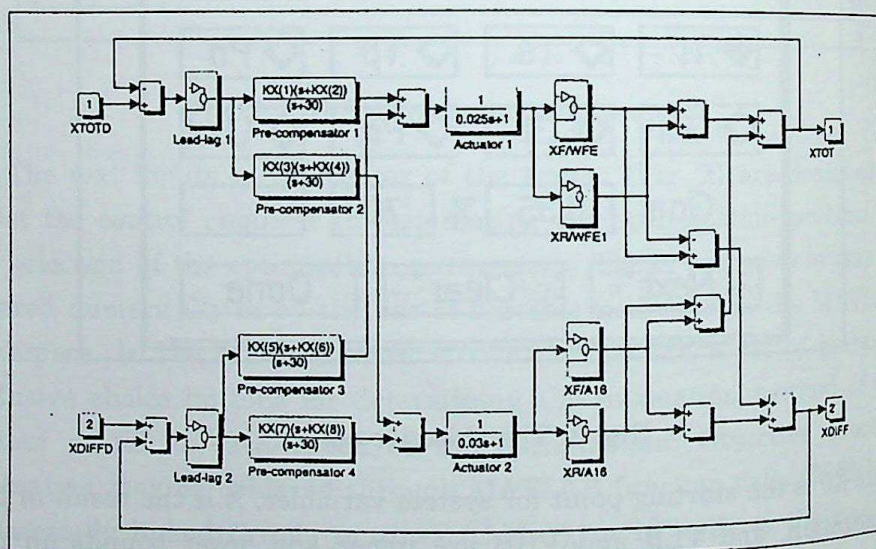 1
XTOTD
Lead-lag 1
KX(1)(s+KX(2))
(s+30)
Pre-compensator 1
KX(3)(s+KX(4))
(s+30)
Pre-compensator 2
1
0.025s+1
Actuator 1
XF/WFE
XR/WFE1
1
XTOT
KX(5)(s+KX(6))
(s+30)
Pre-compensator 3
XF/A16
2
XDIFFD
Lead-lag 2
KX(7)(s+KX(8))
(s+30)
Pre-compensator 4
1
0.03s+1
Actuator 2
XR/A16
2
XDIFF